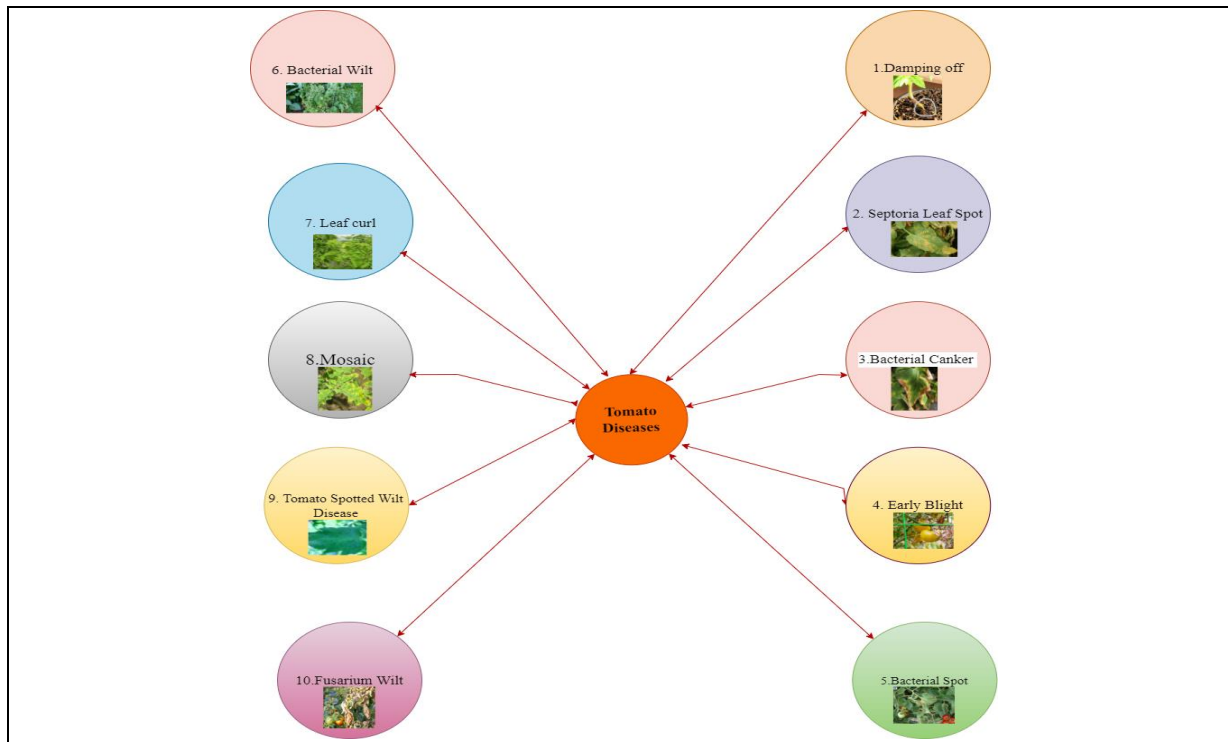 6. Bacterial Wilt
1.Damping off
7. Leaf curl
2. Septoria Leaf Spot
8.Mosaic
3.Bacterial Canker
Tomato
Diseases
9. Tomato Spotted Wilt
Disease
4. Early Blight
10.Fusarium Wilt
5.Bacterial Spot